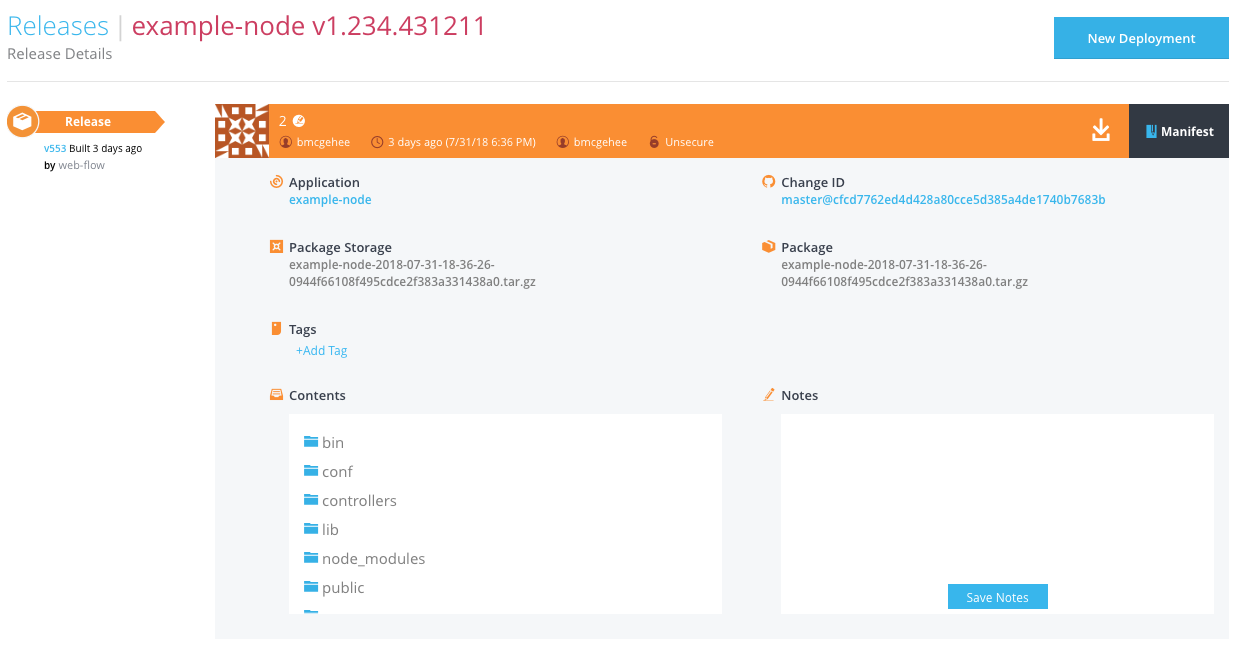 Releases | example-node v1.234.431211
Release Details
New Deployment
Release
v553 Built 3 days ago
by web-flow
2
bmcgehee 3 days ago (7/31/18 6:36 PM) bmcgehee Unsecure
Manifest
Application
example-node
Change ID
master@cfcd7762ed4d428a80cce5d385a4de1740b7683b
Package Storage
example-node-2018-07-31-18-36-26-
0944f66108f495cdce2f383a331438a0.tar.gz
Package
example-node-2018-07-31-18-36-26-
0944f66108f495cdce2f383a331438a0.tar.gz
Tags
+Add Tag
Contents
bin
conf
controllers
lib
node_modules
public
Notes
Save Notes